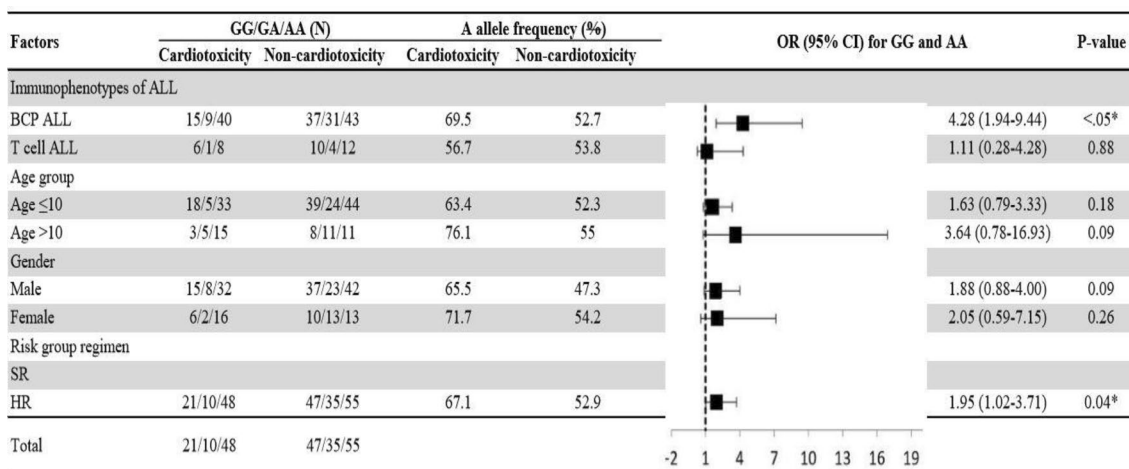 Factors GG/GA/AA (N) A allele frequency (%) OR (95% CI) for GG and AA P-value
Cardiotoxicity Non-cardiotoxicity Cardiotoxicity Non-cardiotoxicity
Immunophenotypes of ALL
BCP ALL 15/9/40 37/31/43 69.5 52.7 4.28 (1.94-9.44) <.05*
T cell ALL 6/1/8 10/4/12 56.7 53.8 1.11 (0.28-4.28) 0.88
Age group
Age ≤10 18/5/33 39/24/44 63.4 52.3 1.63 (0.79-3.33) 0.18
Age >10 3/5/15 8/11/11 76.1 55 3.64 (0.78-16.93) 0.09
Gender
Male 15/8/32 37/23/42 65.5 47.3 1.88 (0.88-4.00) 0.09
Female 6/2/16 10/13/13 71.7 54.2 2.05 (0.59-7.15) 0.26
Risk group regimen
SR
HR 21/10/48 47/35/55 67.1 52.9 1.95 (1.02-3.71) 0.04*
Total 21/10/48 47/35/55
-2 1 4 7 10 13 16 19